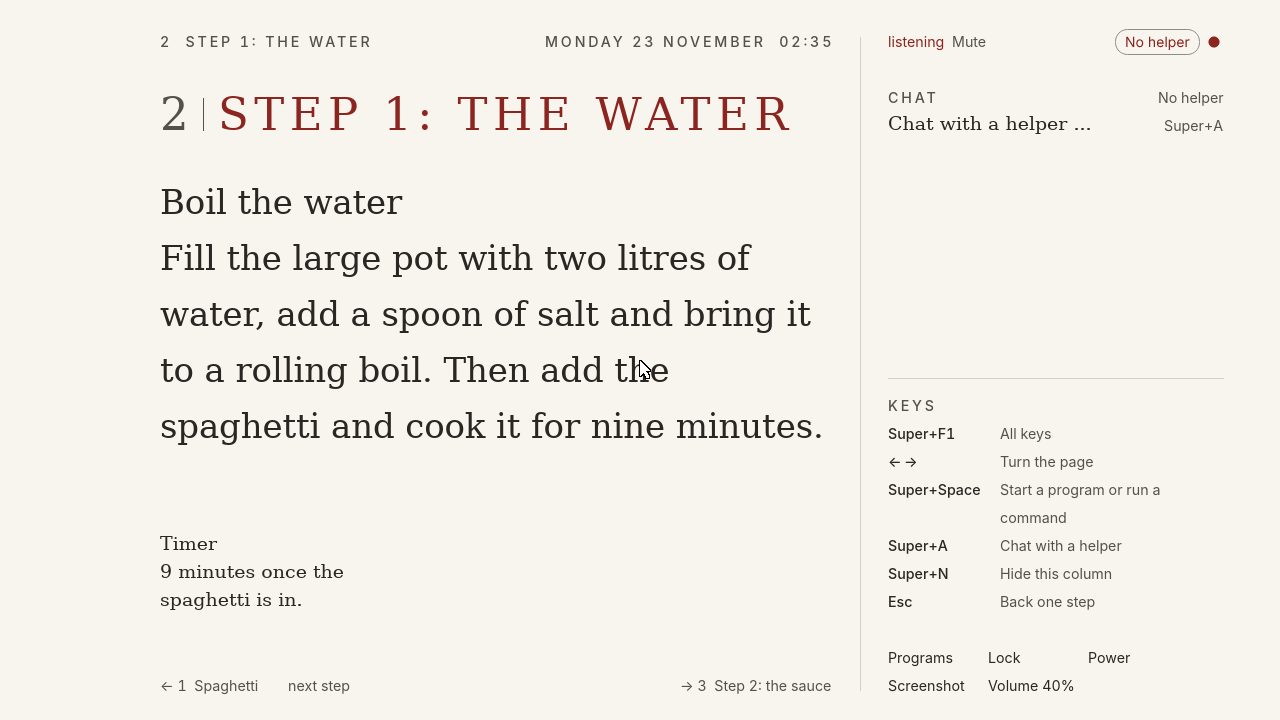 2 STEP 1: THE WATER
MONDAY 23 NOVEMBER 02:35
2 STEP 1: THE WATER
Boil the water
Fill the large pot with two litres of
water, add a spoon of salt and bring it
to a rolling boil. Then add the
spaghetti and cook it for nine minutes.
Timer
9 minutes once the
spaghetti is in.
← 1 Spaghetti next step
→ 3 Step 2: the sauce
listening Mute No helper
CHAT No helper
Chat with a helper ... Super+A
KEYS
Super+F1 All keys
← → Turn the page
Super+Space Start a program or run a
command
Super+A Chat with a helper
Super+N Hide this column
Esc Back one step
Programs Lock Power
Screenshot Volume 40%